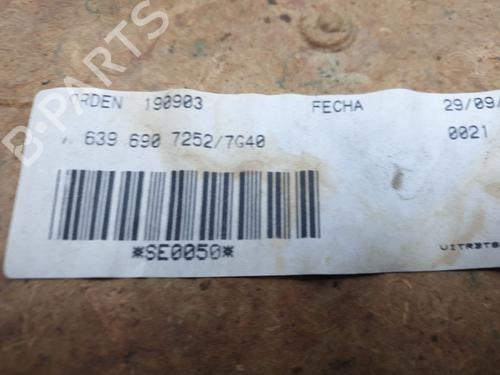 B-PARTS
ORDEN 190903 FECHA 29/09/
A 639 690 7252/7G40 0021
*SE0050*